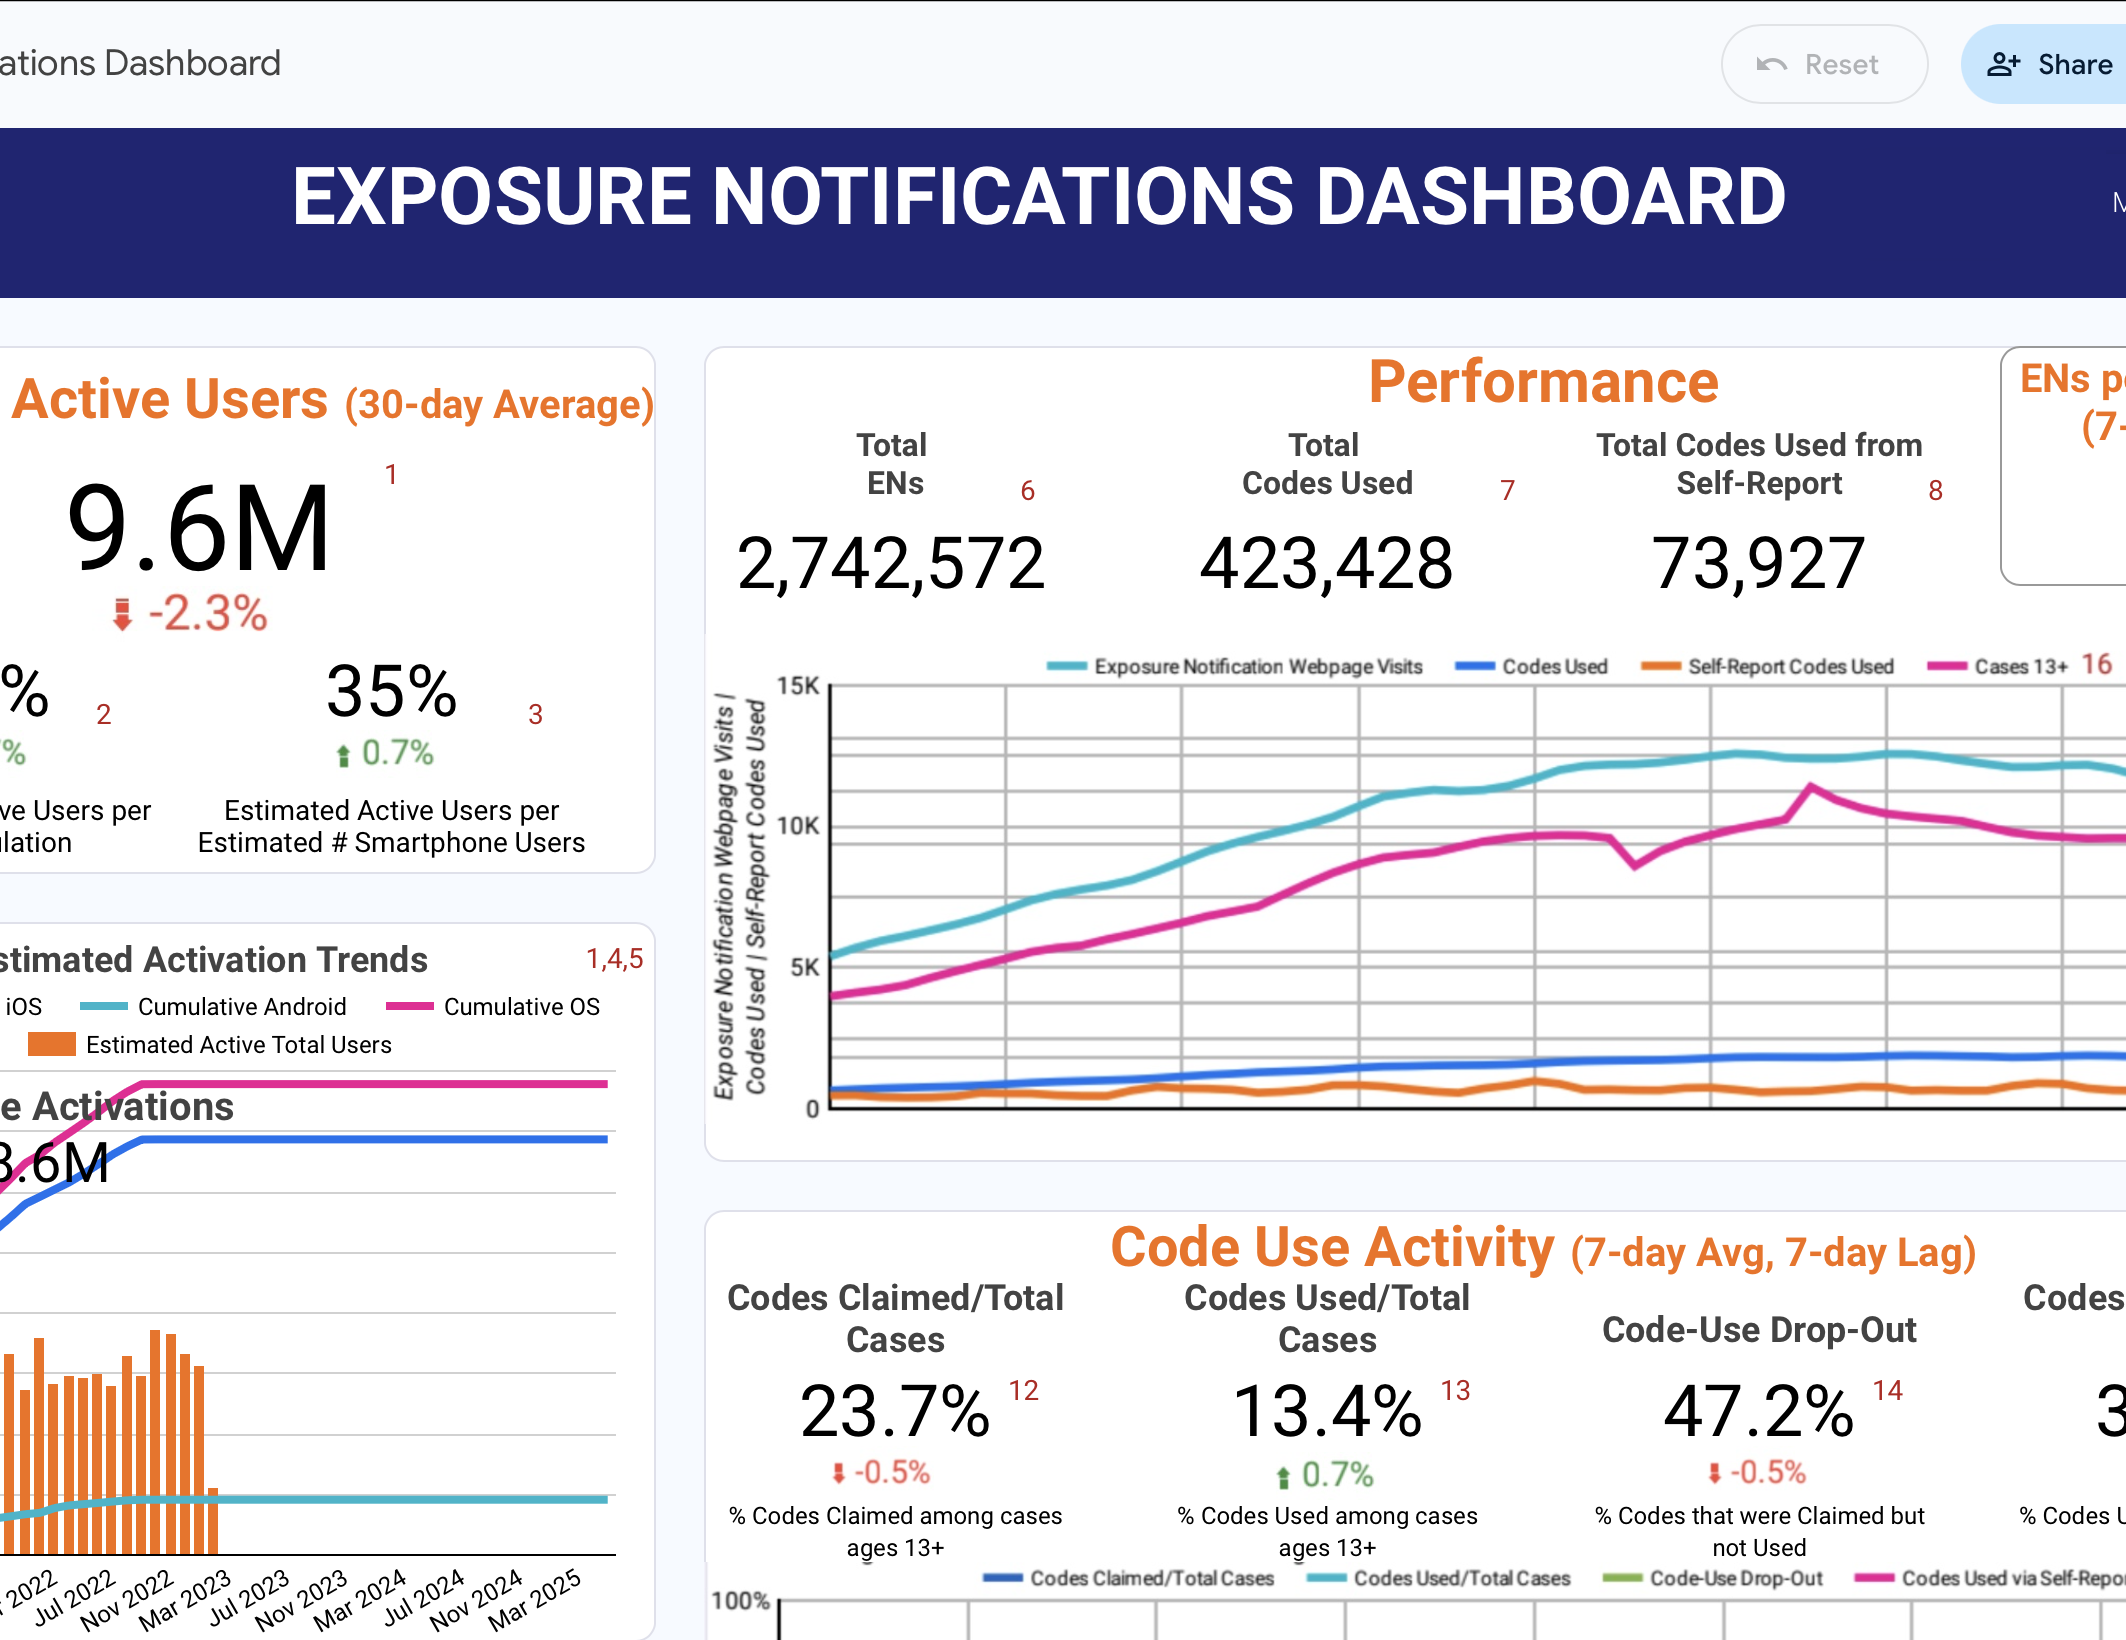 ations Dashboard
Reset
Share
EXPOSURE NOTIFICATIONS DASHBOARD
M
Active Users (30-day Average)
9.6M
1
-2.3%
%
2
35%
3
%
0.7%
ve Users per
lation
Estimated Active Users per
Estimated # Smartphone Users
stimated Activation Trends
1,4,5
iOS
Cumulative Android
Cumulative OS
Estimated Active Total Users
e Activations
3.6M
2022
Jul 2022
Nov 2022
Mar 2023
Jul 2023
Nov 2023
Mar 2024
Jul 2024
Nov 2024
Mar 2025
Performance
Total
ENs
6
2,742,572
Total
Codes Used
7
423,428
Total Codes Used from
Self-Report
8
73,927
ENs p
(7-
Exposure Notification Webpage Visits
Codes Used
Self-Report Codes Used
Cases 13+
16
Exposure Notification Webpage Visits |
Codes Used | Self-Report Codes Used
15K
10K
5K
0
Code Use Activity (7-day Avg, 7-day Lag)
Codes Claimed/Total
Cases
23.7%
12
-0.5%
% Codes Claimed among cases
ages 13+
Codes Used/Total
Cases
13.4%
13
0.7%
% Codes Used among cases
ages 13+
Code-Use Drop-Out
47.2%
14
-0.5%
% Codes that were Claimed but
not Used
Codes
3
% Codes U
Codes Claimed/Total Cases
Codes Used/Total Cases
Code-Use Drop-Out
Codes Used via Self-Repor
100%